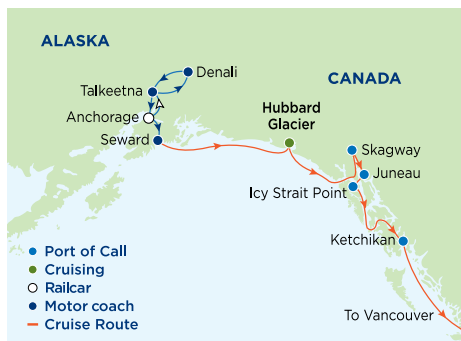 ALASKA
Denali
CANADA
Talkeetna
Anchorage
Hubbard
Glacier
Seward
Skagway
Juneau
Icy Strait Point
Ketchikan
Port of Call
Cruising
Railcar
Motor coach
Cruise Route
To Vancouver